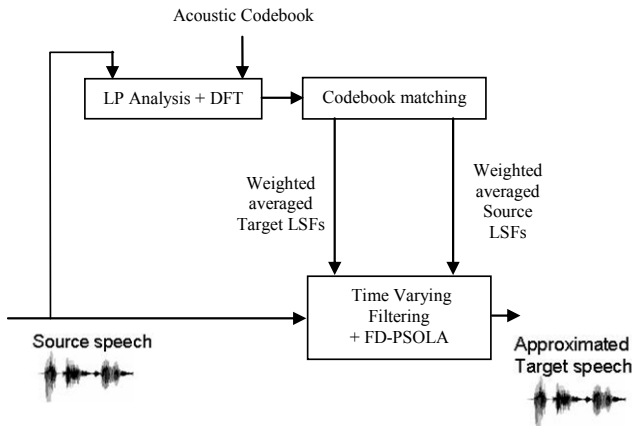 Acoustic Codebook
LP Analysis + DFT
Codebook matching
Weighted
averaged
Target LSFs
Weighted
averaged
Source
LSFs
Time Varying
Filtering
+ FD-PSOLA
Source speech
Approximated
Target speech